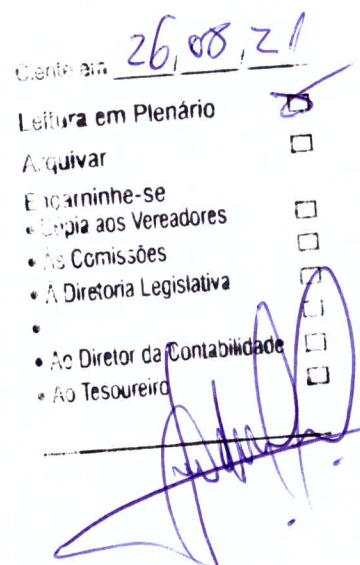 Ciente em 26,08,21
Leitura em Plenário
Arquivar
Encaminhe-se
• Cópia aos Vereadores
• Às Comissões
• À Diretoria Legislativa
•
• Ao Diretor da Contabilidade
• Ao Tesoureiro